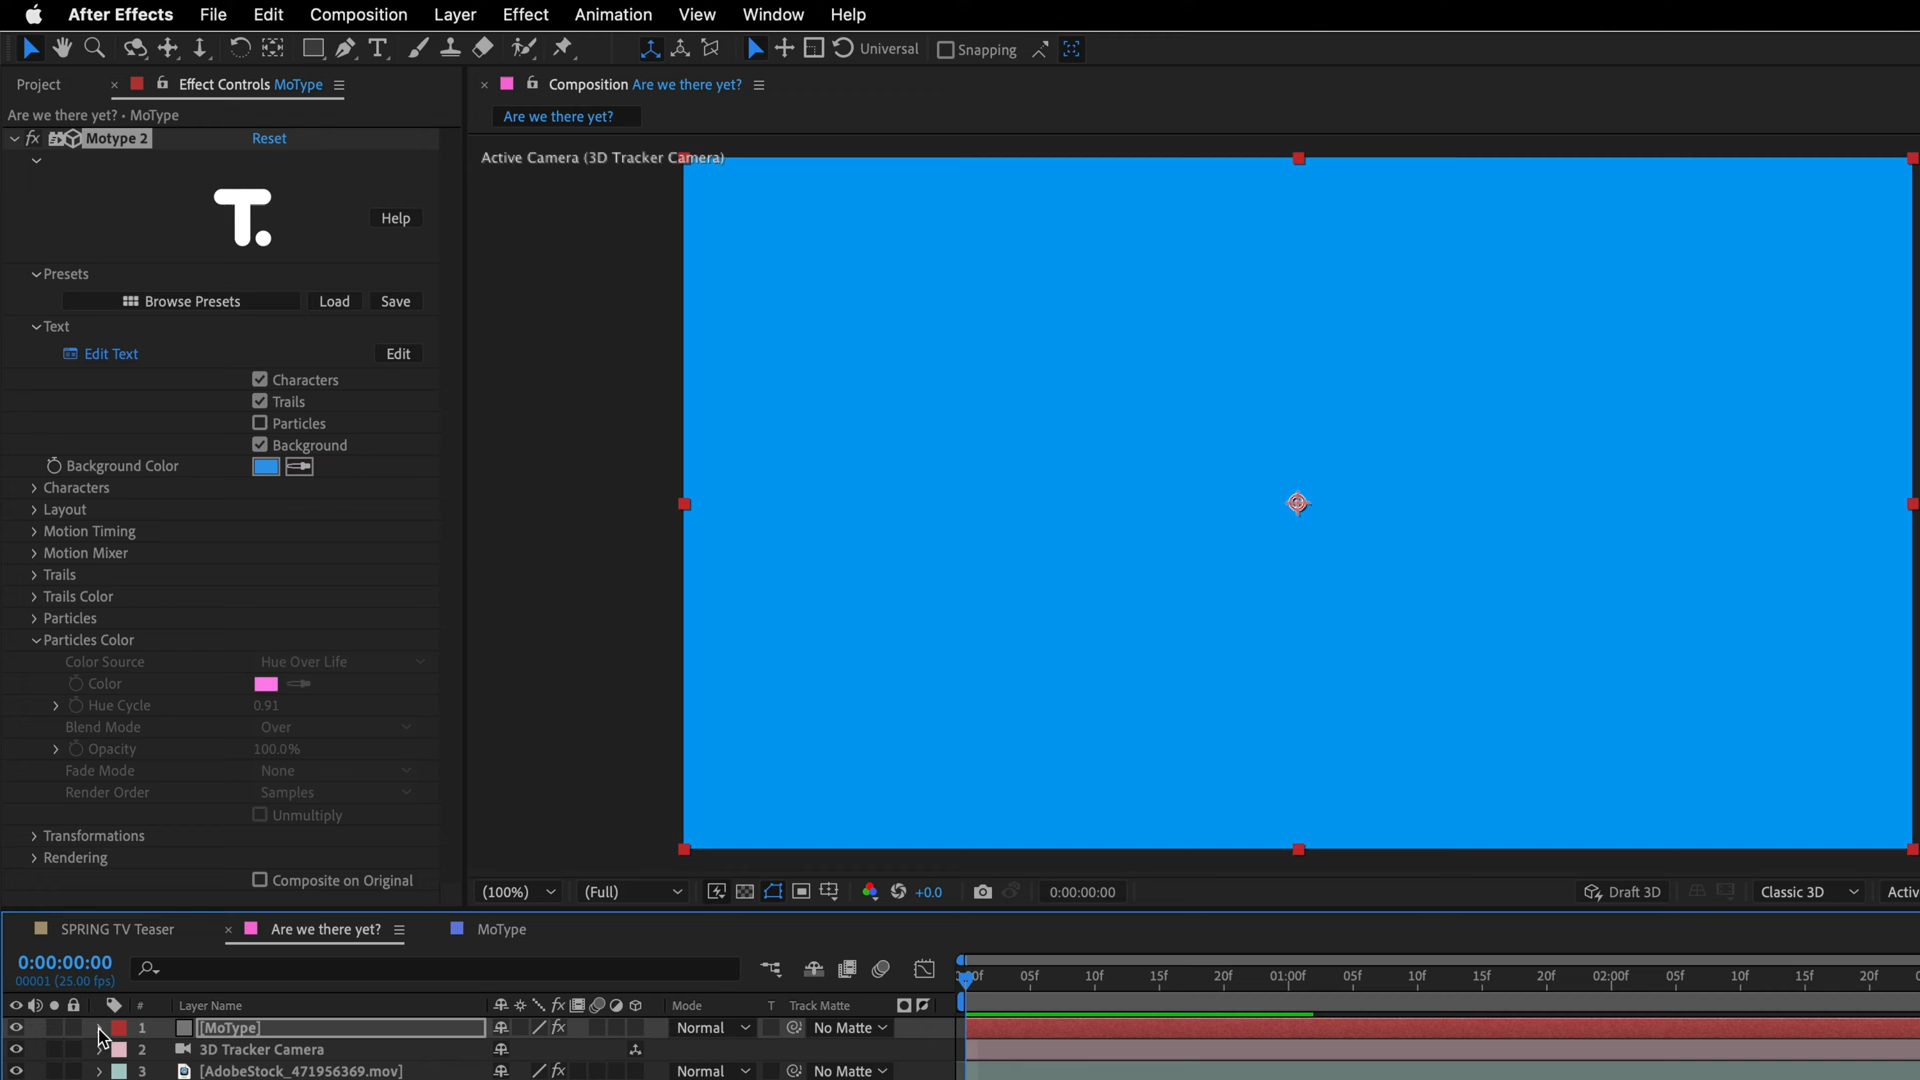 After Effects File Edit Composition Layer Effect Animation View Window Help
Universal Snapping
Project Effect Controls MoType
Composition Are we there yet?
Are we there yet? • MoType
Are we there yet?
fx Motype 2 Reset
Active Camera (3D Tracker Camera)
T.
Help
Presets
Browse Presets Load Save
Text
Edit Text Edit
Characters
Trails
Particles
Background
Background Color
Characters
Layout
Motion Timing
Motion Mixer
Trails
Trails Color
Particles
Particles Color
Color Source Hue Over Life
Color
Hue Cycle 0.91
Blend Mode Over
Opacity 100.0%
Fade Mode None
Render Order Samples
Unmultiply
Transformations
Rendering
Composite on Original
(100%) (Full) +0.0 0:00:00:00 Draft 3D Classic 3D Activ
SPRING TV Teaser Are we there yet? MoType
0:00:00:00
00001 (25.00 fps)
:00f 05f 10f 15f 20f 01:00f 05f 10f 15f 20f 02:00f 05f 10f 15f 20f
# Layer Name fx Mode T Track Matte
1 [MoType] fx Normal No Matte
2 3D Tracker Camera
3 [AdobeStock_471956369.mov] fx Normal No Matte